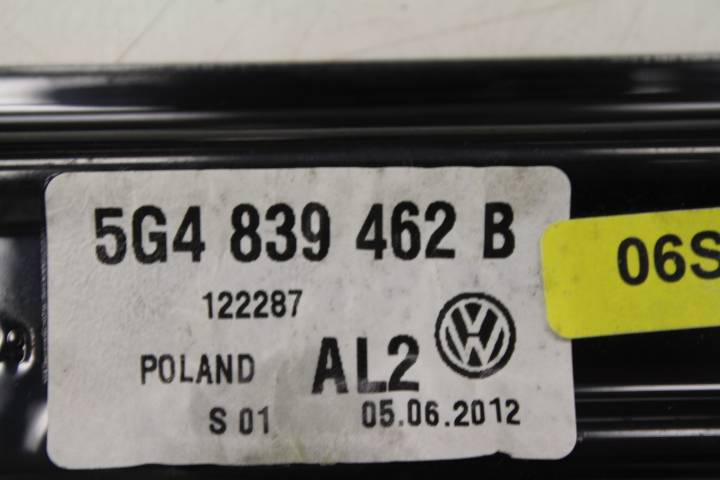 5G4 839 462 B
06S
122287
POLAND AL2
S 01 05.06.2012